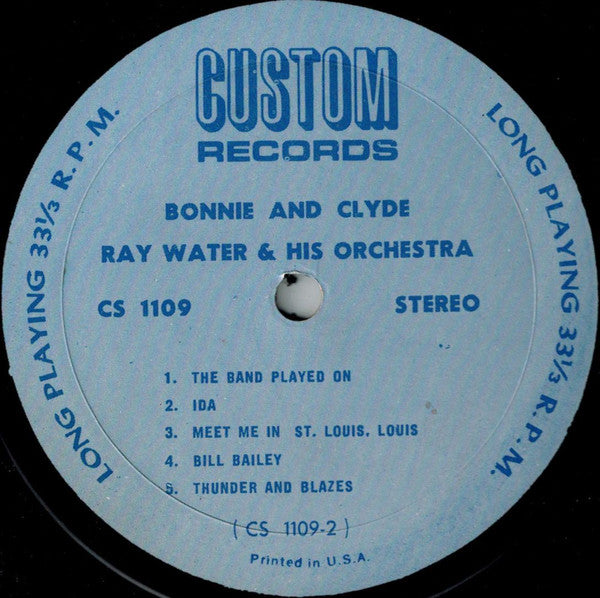 CUSTOM
RECORDS
BONNIE AND CLYDE
RAY WATER & HIS ORCHESTRA
CS 1109
STEREO
1. THE BAND PLAYED ON
2. IDA
3. MEET ME IN ST. LOUIS, LOUIS
4. BILL BAILEY
5. THUNDER AND BLAZES
( CS 1109-2 )
Printed in U.S.A.
LONG PLAYING 33⅓ R.P.M.
LONG PLAYING 33⅓ R.P.M.